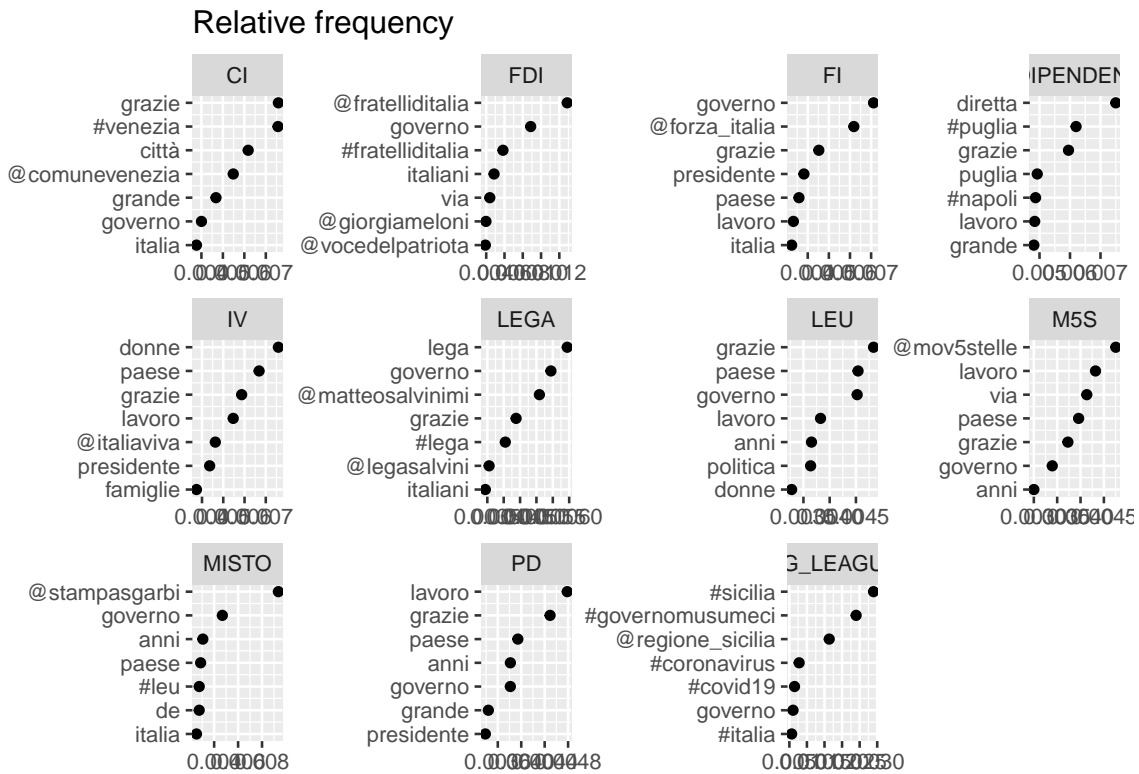 Relative frequency
CI
grazie
#venezia
città
@comunevenezia
grande
governo
italia
FDI
@fratelliditalia
governo
#fratelliditalia
italiani
via
@giorgiameloni
@vocedelpatriota
FI
governo
@forza_italia
grazie
presidente
paese
lavoro
italia
IPENDEN
diretta
#puglia
grazie
puglia
#napoli
lavoro
grande
IV
donne
paese
grazie
lavoro
@italiaviva
presidente
famiglie
LEGA
lega
governo
@matteosalvinimi
grazie
#lega
@legasalvini
italiani
LEU
grazie
paese
governo
lavoro
anni
politica
donne
M5S
@mov5stelle
lavoro
via
paese
grazie
governo
anni
MISTO
@stampasgarbi
governo
anni
paese
#leu
de
italia
PD
lavoro
grazie
paese
anni
governo
grande
presidente
G_LEAGU
#sicilia
#governomusumeci
@regione_sicilia
#coronavirus
#covid19
governo
#italia